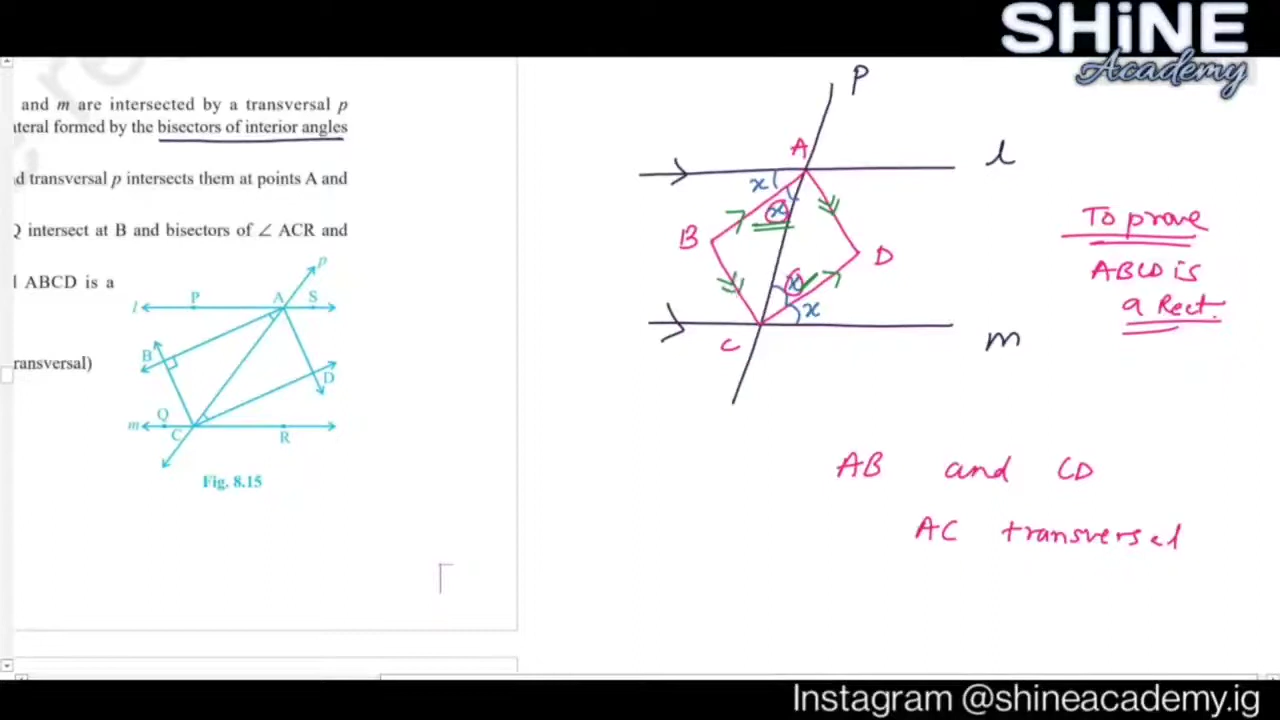 SHiNE
Academy
and m are intersected by a transversal p
ateral formed by the bisectors of interior angles
d transversal p intersects them at points A and
Q intersect at B and bisectors of ∠ ACR and
l ABCD is a
ransversal)
p
l
P
A
S
B
D
m
Q
C
R
Fig. 8.15
P
A
l
x
x
B
D
x
x
C
m
To prove
ABCD is
a Rect.
AB and CD
AC transversal
Instagram @shineacademy.ig